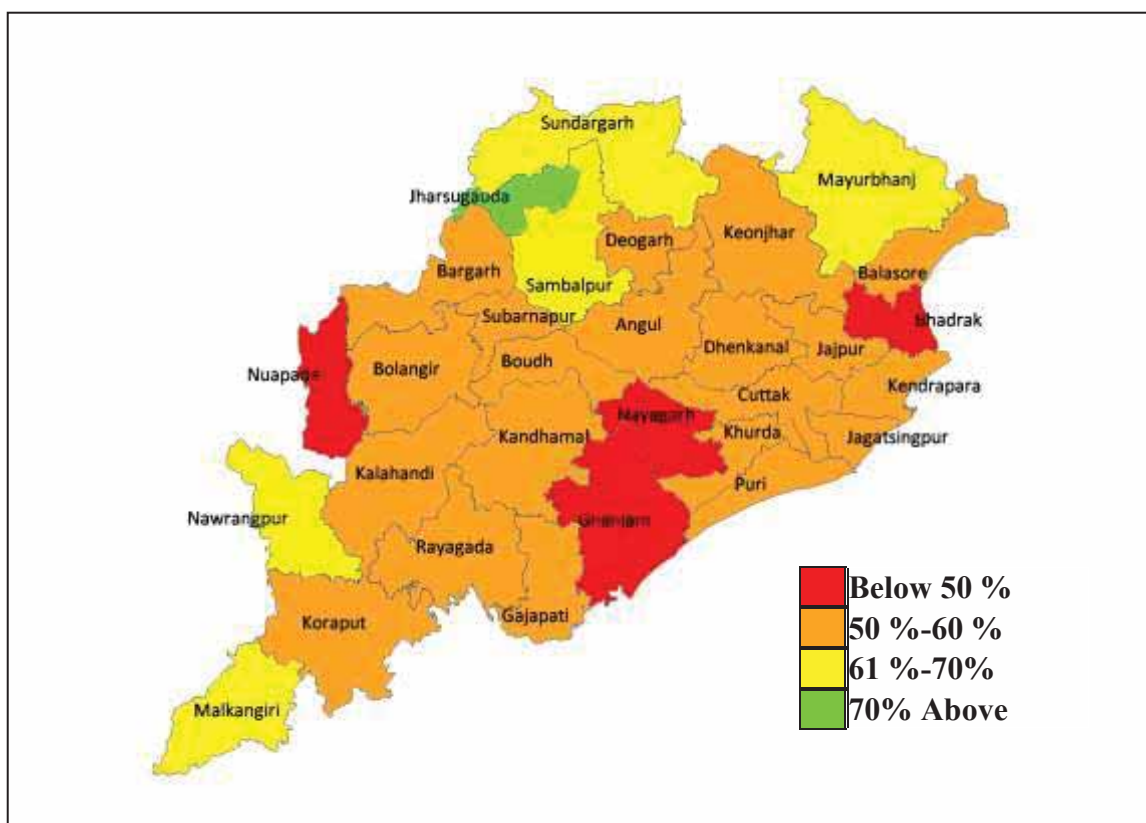 Sundargarh
Mayurbhanj
Jharsugauda
Keonjhar
Deogarh
Bargarh
Balasore
Sambalpur
Subarnapur
Angul
Bhadrak
Dhenkanal
Jajpur
Boudh
Bolangir
Nuapada
Kendrapara
Cuttak
Nayagarh
Khurda
Kandhamal
Jagatsingpur
Kalahandi
Puri
Nawrangpur
Rayagada
Gajapati
Koraput
Malkangiri
Below 50 %
50 %-60 %
61 %-70%
70% Above